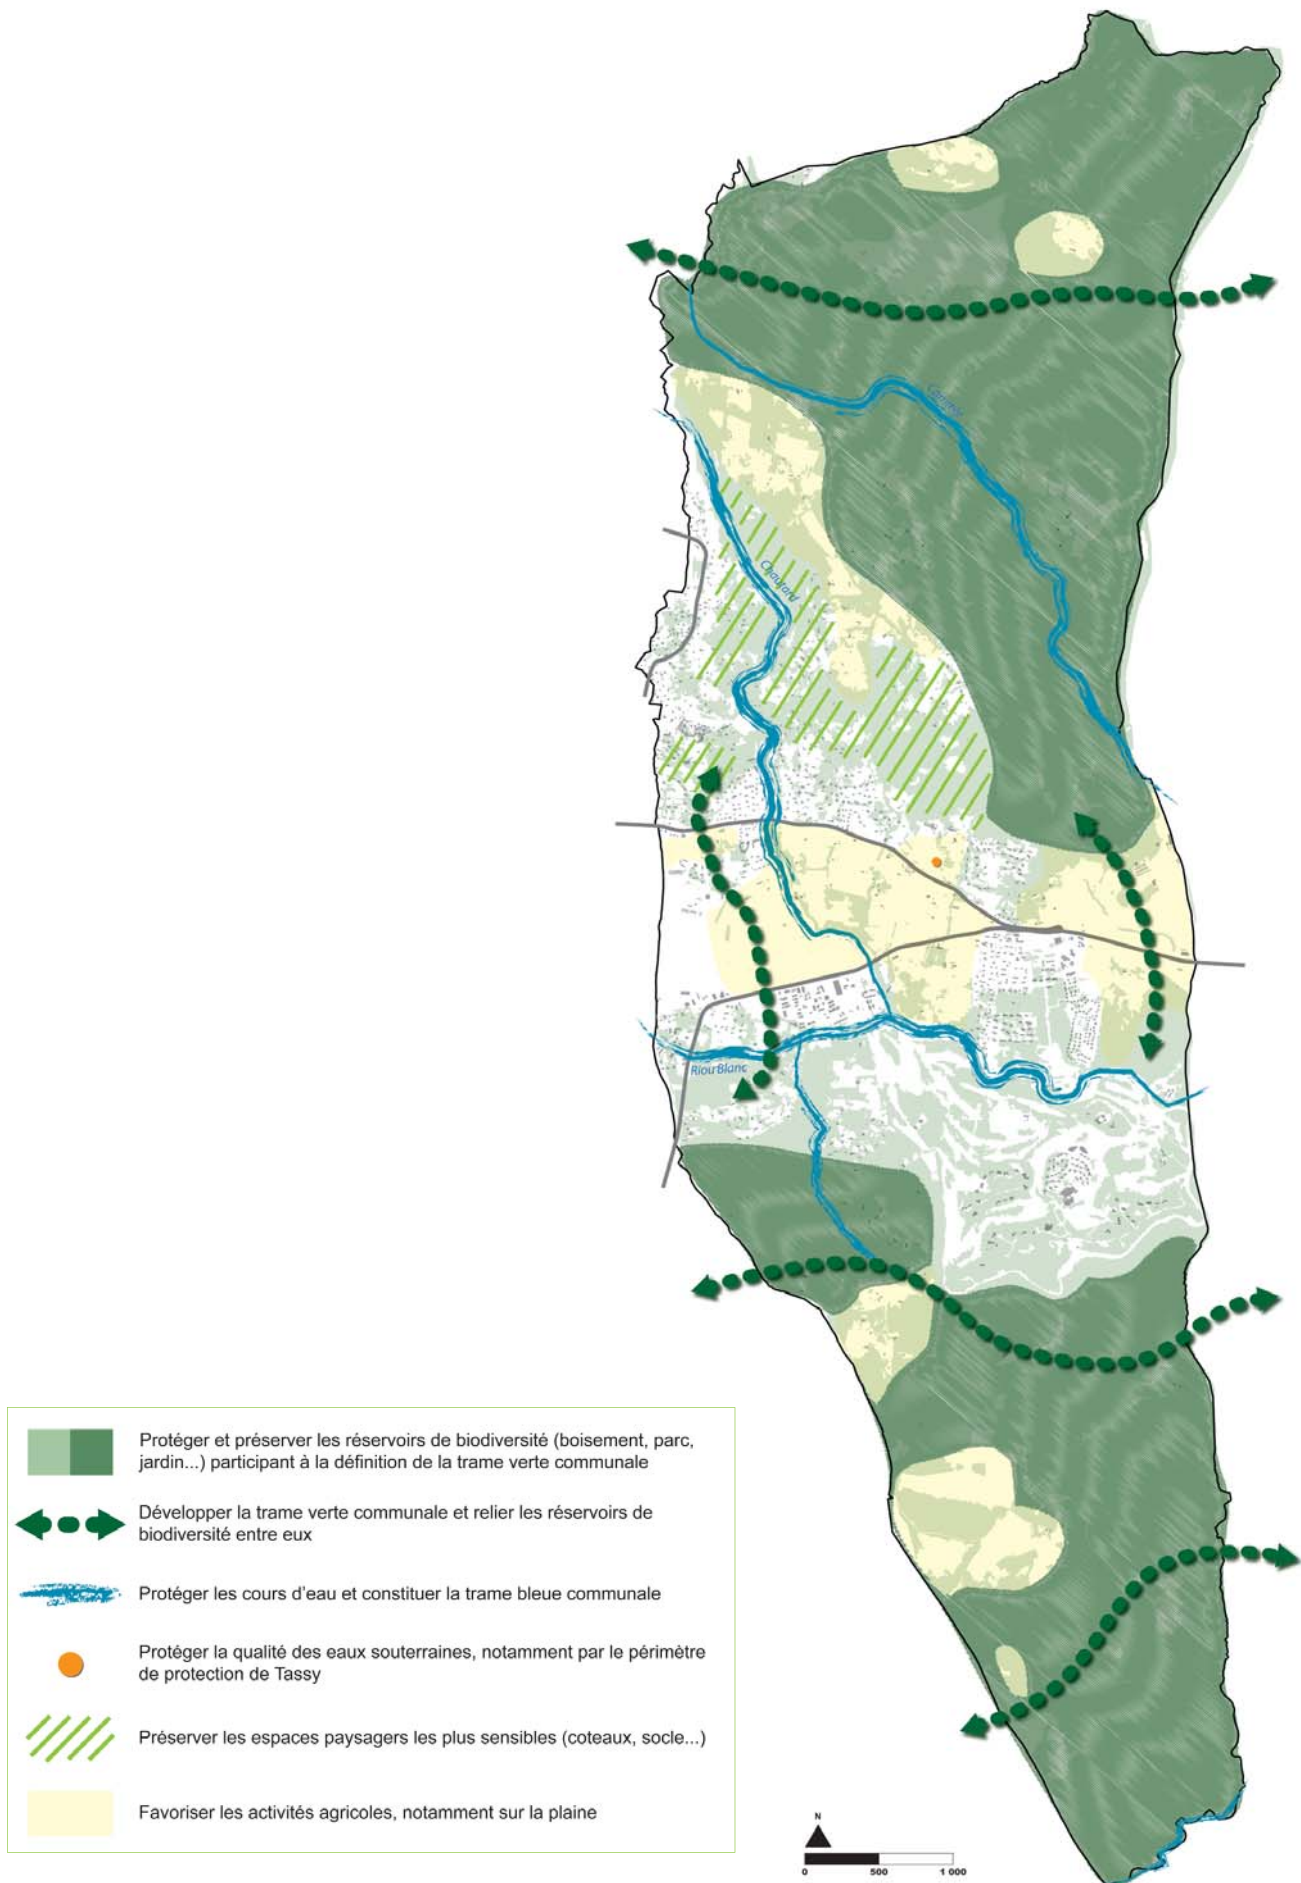 Camiole
Chautard
Riou Blanc
Protéger et préserver les réservoirs de biodiversité (boisement, parc,
jardin...) participant à la définition de la trame verte communale
Développer la trame verte communale et relier les réservoirs de
biodiversité entre eux
Protéger les cours d'eau et constituer la trame bleue communale
Protéger la qualité des eaux souterraines, notamment par le périmètre
de protection de Tassy
Préserver les espaces paysagers les plus sensibles (coteaux, socle...)
Favoriser les activités agricoles, notamment sur la plaine
N
0 500 1 000